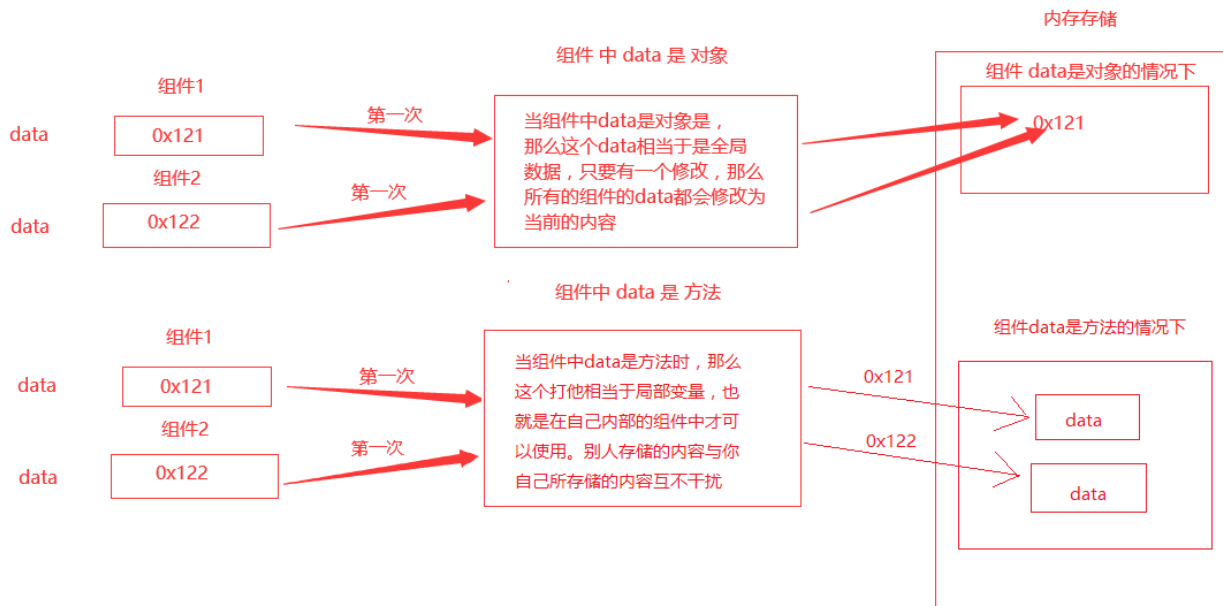 内存存储
组件 中 data 是 对象
组件 data是对象的情况下
组件1
第一次
data
0x121
当组件中data是对象是，
那么这个data相当于是全局
数据，只要有一个修改，那么
所有的组件的data都会修改为
当前的内容
0x121
组件2
第一次
data
0x122
组件中 data 是 方法
组件data是方法的情况下
组件1
第一次
data
0x121
当组件中data是方法时，那么
这个打他相当于局部变量，也
就是在自己内部的组件中才可
以使用。别人存储的内容与你
自己所存储的内容互不干扰
0x121
data
组件2
第一次
data
0x122
0x122
data